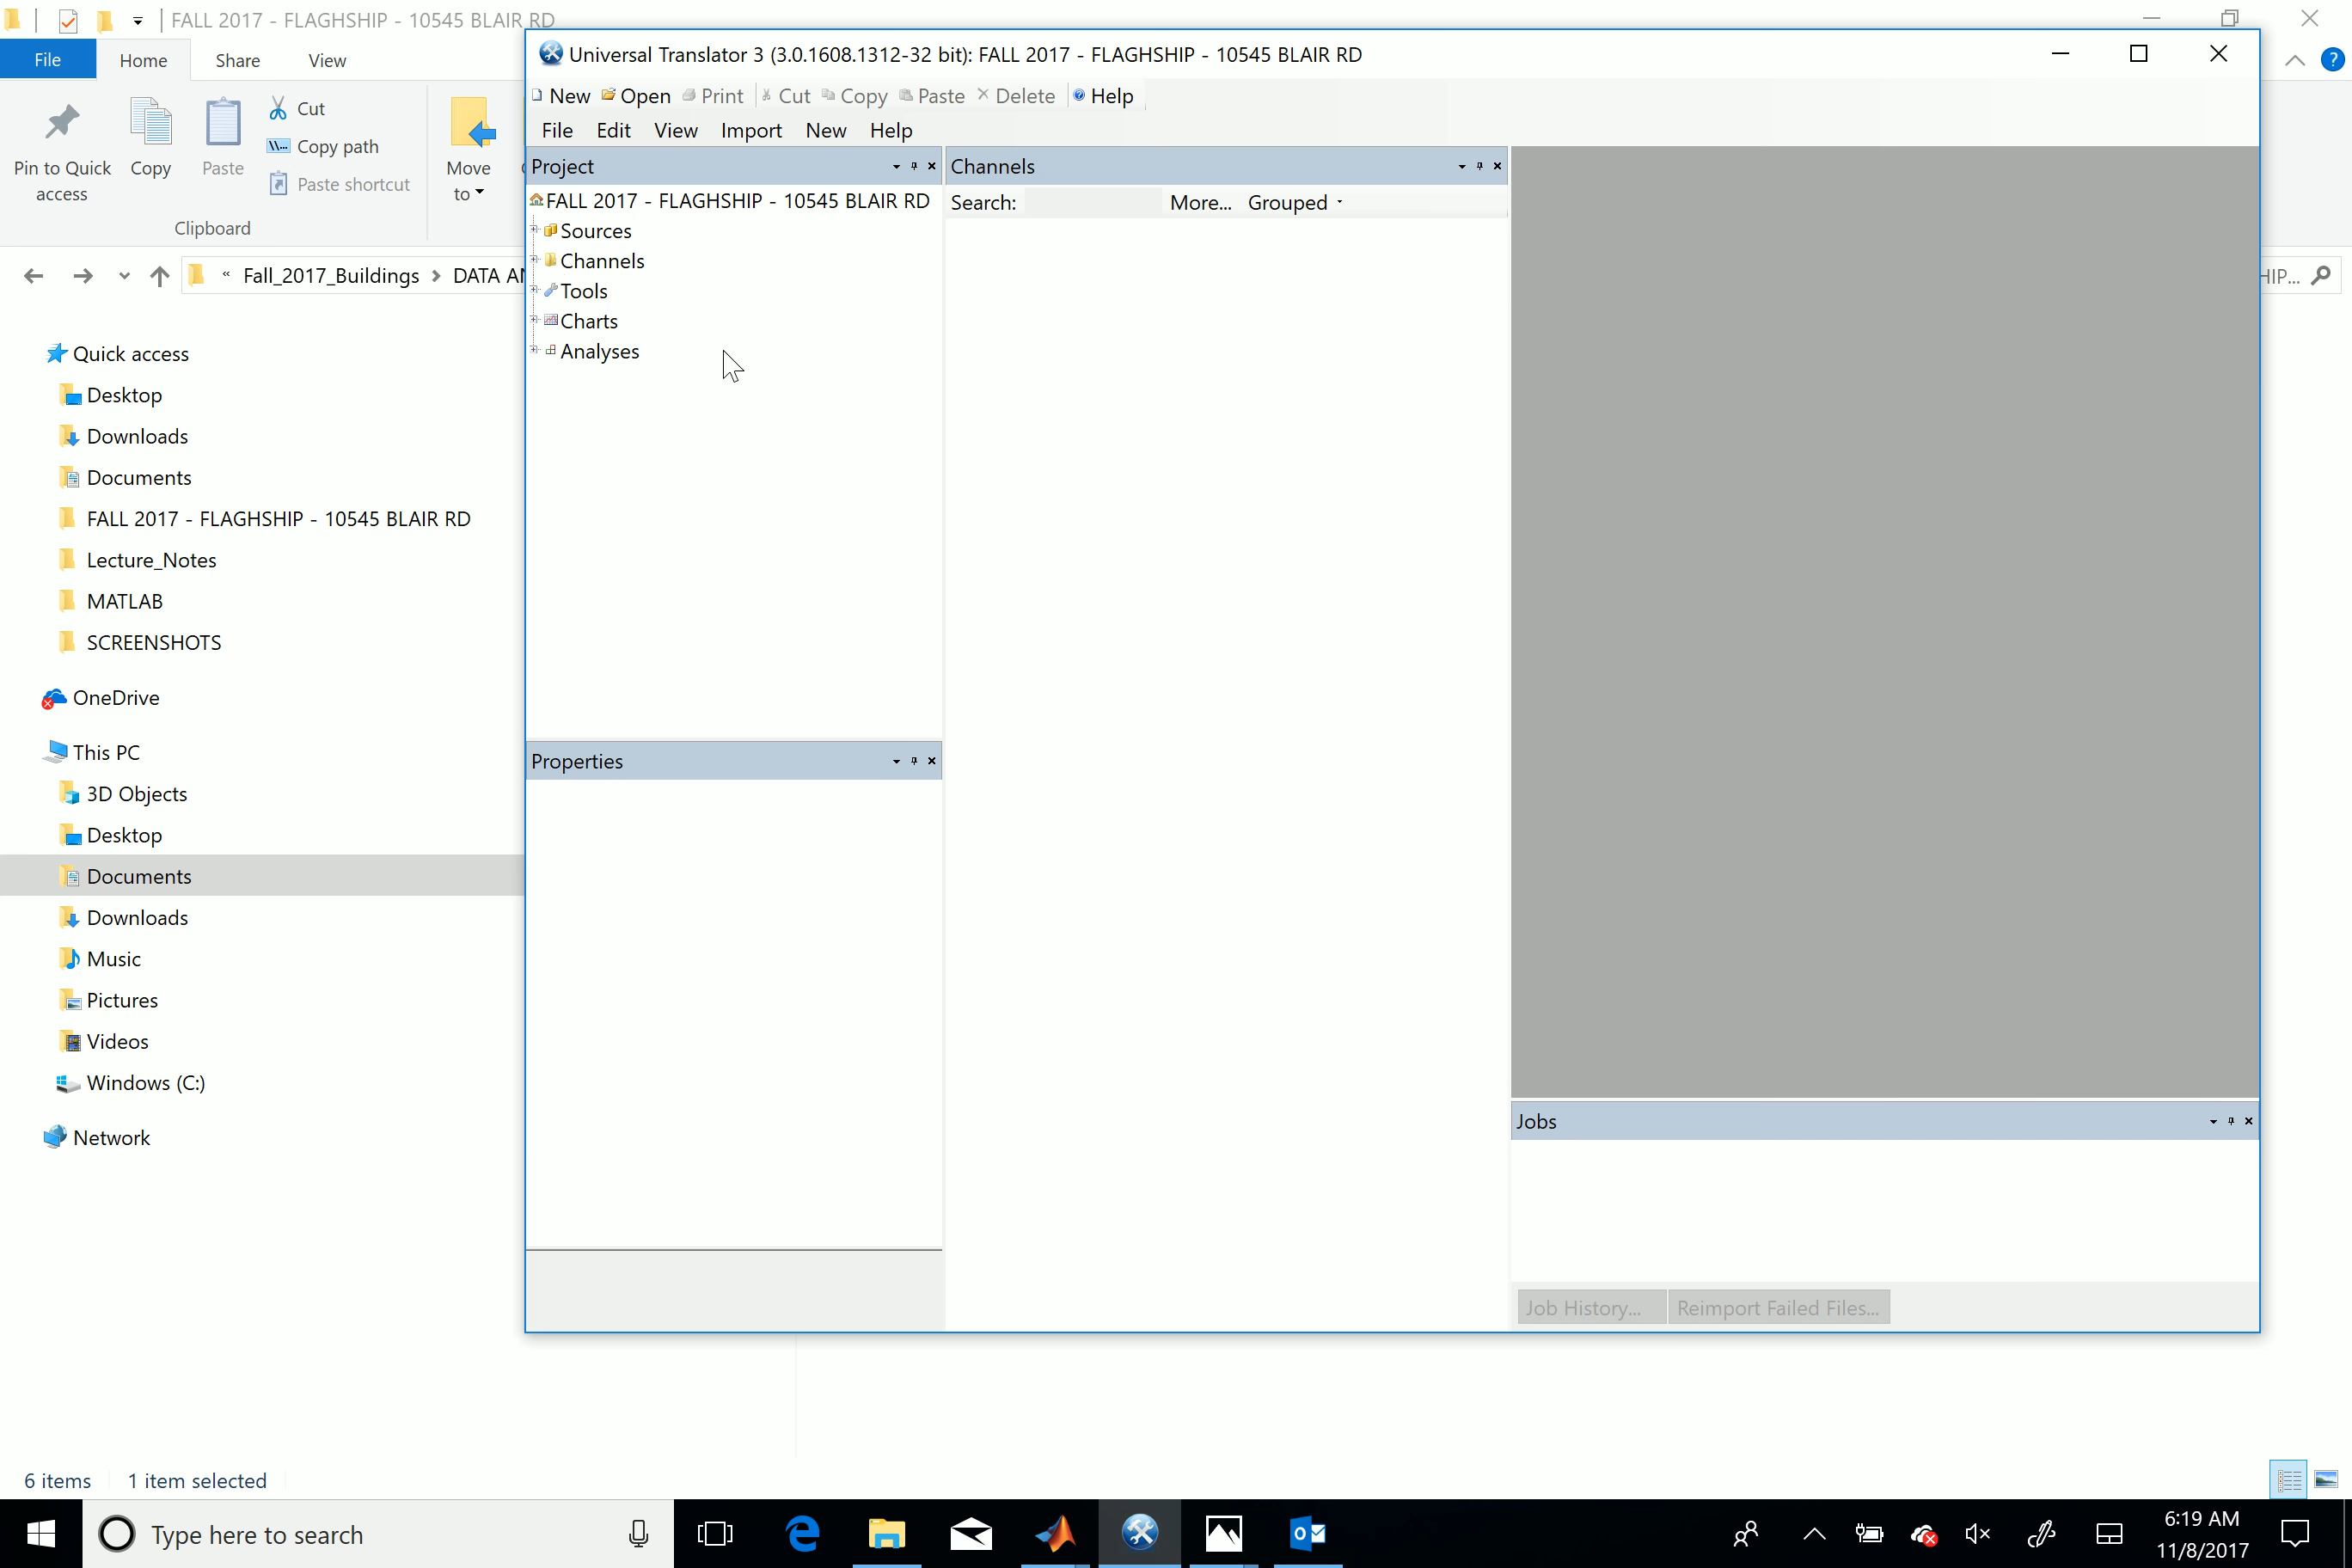 FALL 2017 - FLAGHSHIP - 10545 BLAIR RD
File Home Share View
Pin to Quick access
Copy
Paste
Cut
Copy path
Paste shortcut
Move to
Clipboard
« Fall_2017_Buildings > DATA AN
HIP...
Quick access
Desktop
Downloads
Documents
FALL 2017 - FLAGHSHIP - 10545 BLAIR RD
Lecture_Notes
MATLAB
SCREENSHOTS
OneDrive
This PC
3D Objects
Desktop
Documents
Downloads
Music
Pictures
Videos
Windows (C:)
Network
6 items 1 item selected
Universal Translator 3 (3.0.1608.1312-32 bit): FALL 2017 - FLAGHSHIP - 10545 BLAIR RD
New Open Print Cut Copy Paste Delete Help
File Edit View Import New Help
Project
FALL 2017 - FLAGHSHIP - 10545 BLAIR RD
Sources
Channels
Tools
Charts
Analyses
Properties
Channels
Search: More... Grouped
Jobs
Job History... Reimport Failed Files...
Type here to search
6:19 AM
11/8/2017